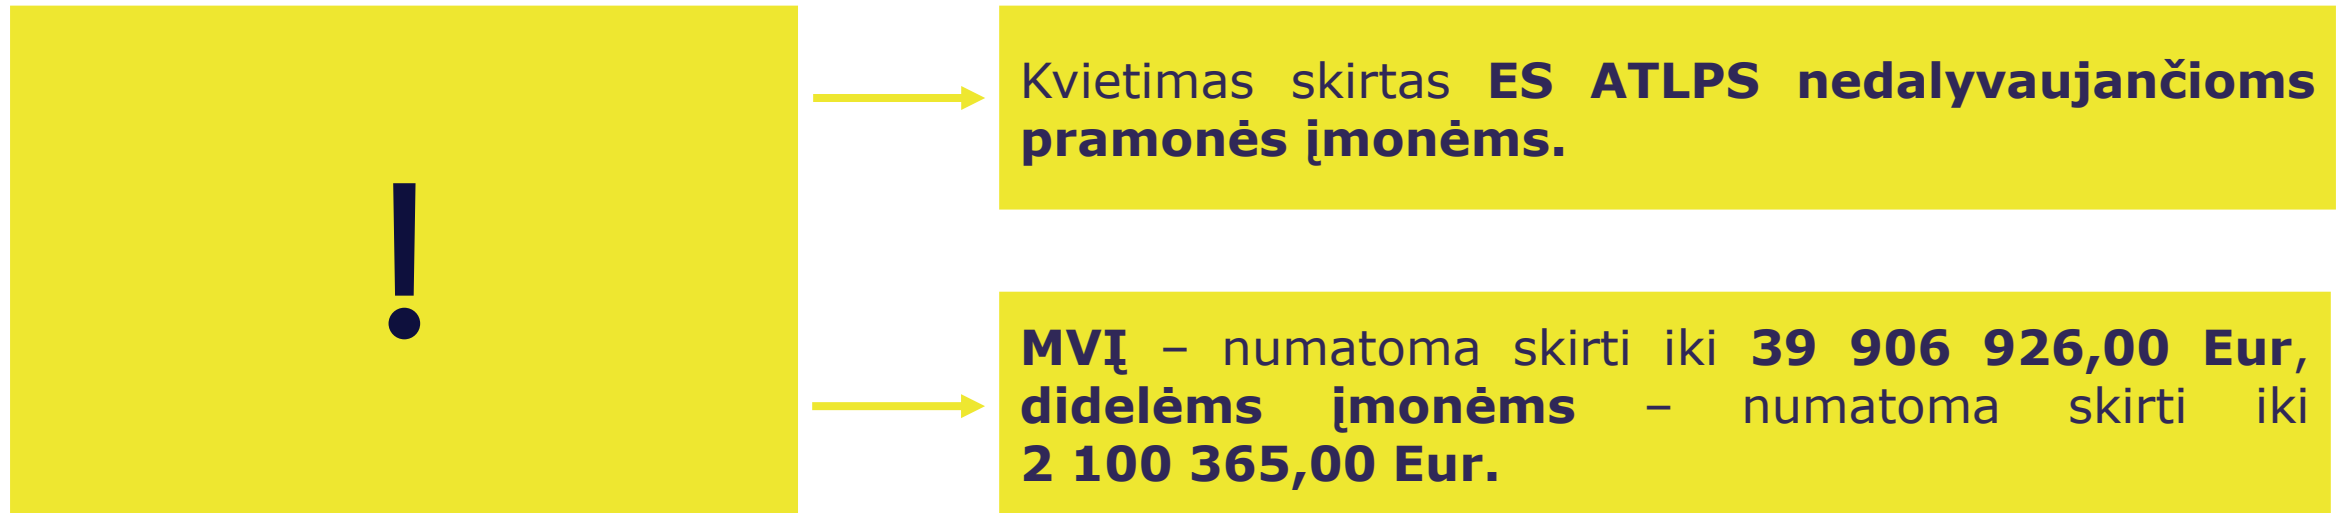 !
Kvietimas skirtas ES ATLPS nedalyvaujančioms
pramonės įmonėms.
MVĮ – numatoma skirti iki 39 906 926,00 Eur,
didelėms įmonėms – numatoma skirti iki
2 100 365,00 Eur.